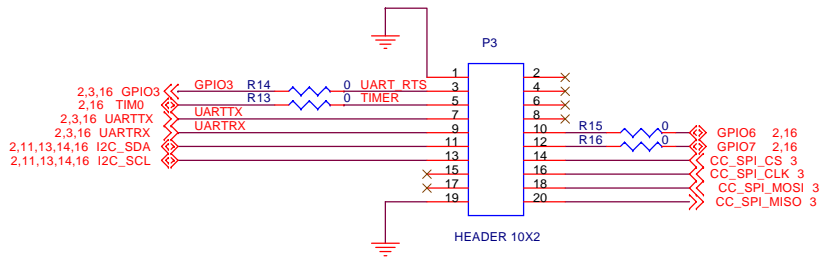 P3
1 2
2,3,16 GPIO3 GPIO3 R14 0 UART_RTS 3 4
2,16 TIM0 R13 0 TIMER 5 6
2,3,16 UARTTX UARTTX 7 8
2,3,16 UARTRX UARTRX 9 10 R15 0 GPIO6 2,16
2,11,13,14,16 I2C_SDA 11 12 R16 0 GPIO7 2,16
2,11,13,14,16 I2C_SCL 13 14 CC_SPI_CS 3
15 16 CC_SPI_CLK 3
17 18 CC_SPI_MOSI 3
19 20 CC_SPI_MISO 3
HEADER 10X2